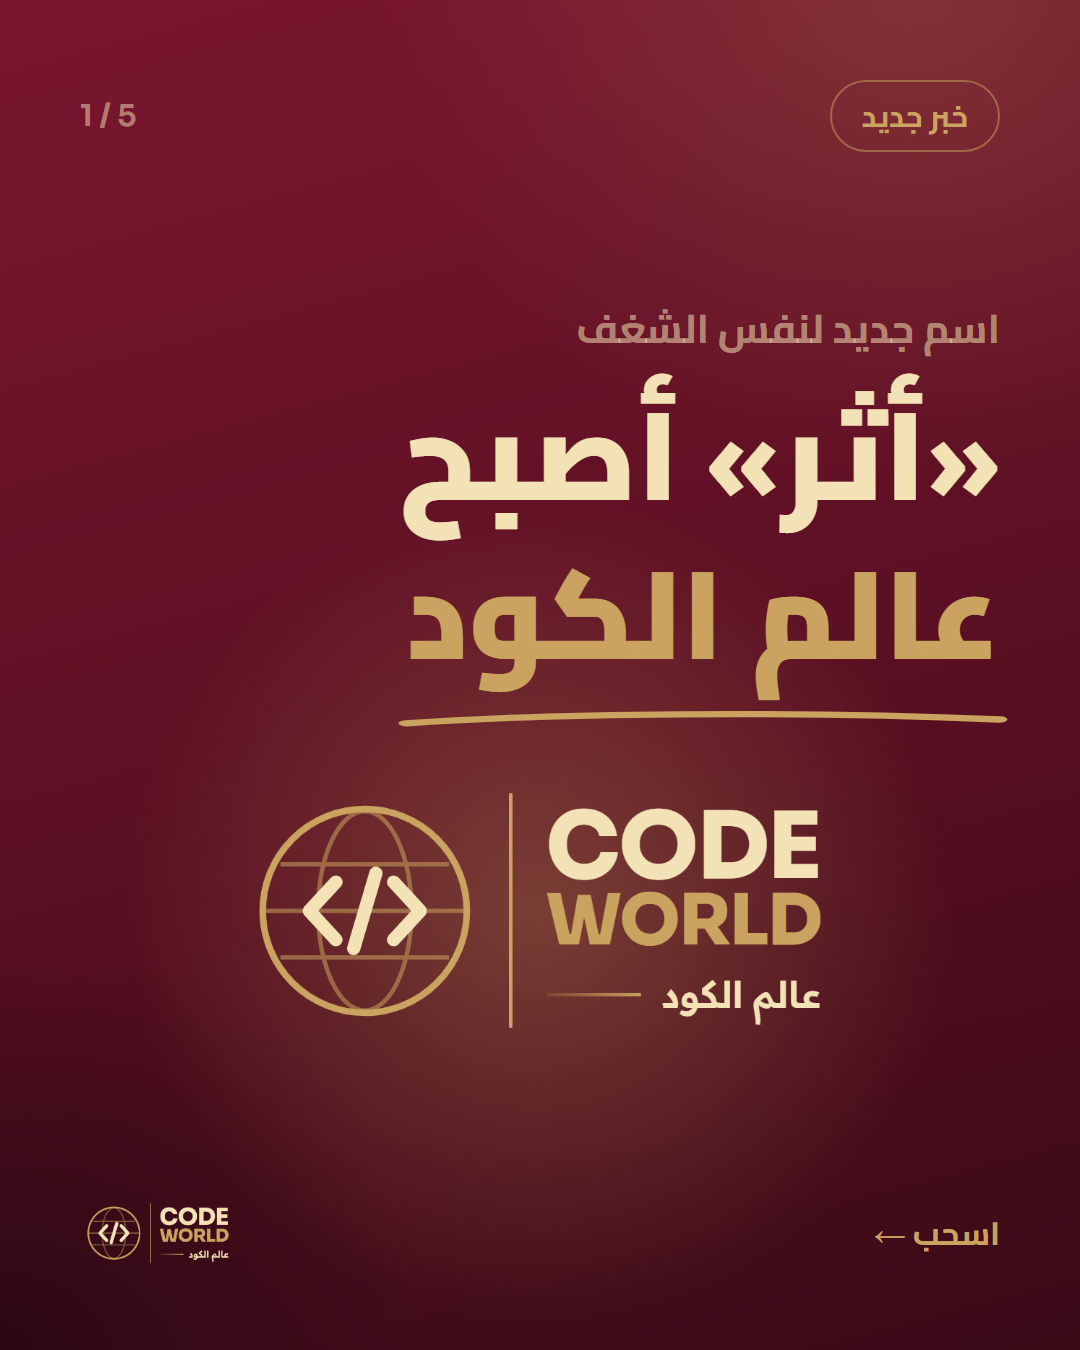 خبر جديد
1 / 5
اسم جديد لنفس الشغف
«أثر» أصبح
عالم الكود
</>
CODE
WORLD
عالم الكود
اسحب ←
</>
CODE
WORLD
عالم الكود